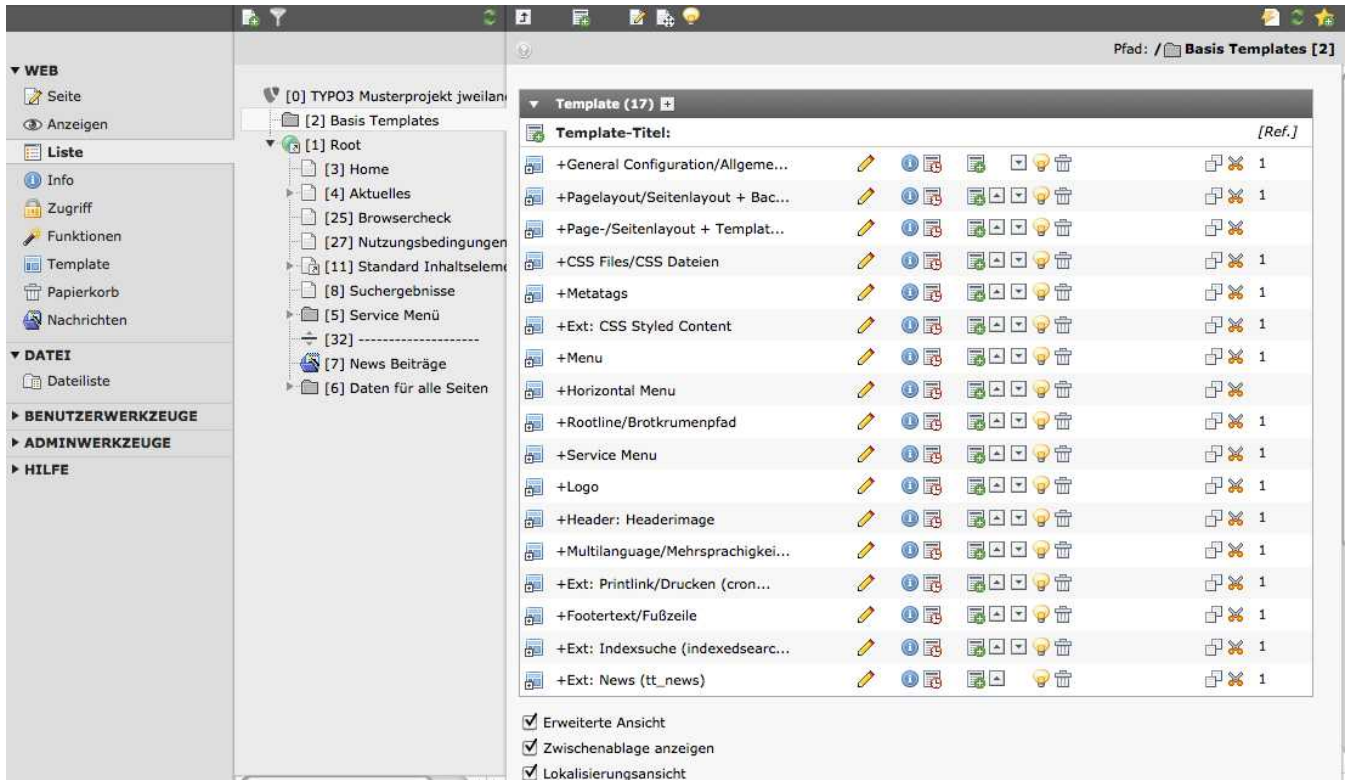 Pfad: / Basis Templates [2]
WEB
Seite
Anzeigen
Liste
Info
Zugriff
Funktionen
Template
Papierkorb
Nachrichten
DATEI
Dateiliste
BENUTZERWERKZEUGE
ADMINWERKZEUGE
HILFE
[0] TYPO3 Musterprojekt jweilan
[2] Basis Templates
[1] Root
[3] Home
[4] Aktuelles
[25] Browsercheck
[27] Nutzungsbedingungen
[11] Standard Inhaltseleme
[8] Suchergebnisse
[5] Service Menü
[32] --------------------
[7] News Beiträge
[6] Daten für alle Seiten
Template (17)
Template-Titel: [Ref.]
+General Configuration/Allgeme... 1
+Pagelayout/Seitenlayout + Bac... 1
+Page-/Seitenlayout + Templat...
+CSS Files/CSS Dateien 1
+Metatags 1
+Ext: CSS Styled Content 1
+Menu 1
+Horizontal Menu
+Rootline/Brotkrumenpfad 1
+Service Menu 1
+Logo 1
+Header: Headerimage 1
+Multilanguage/Mehrsprachigkei... 1
+Ext: Printlink/Drucken (cron... 1
+Footertext/Fußzeile 1
+Ext: Indexsuche (indexedsearc... 1
+Ext: News (tt_news) 1
Erweiterte Ansicht
Zwischenablage anzeigen
Lokalisierungsansicht